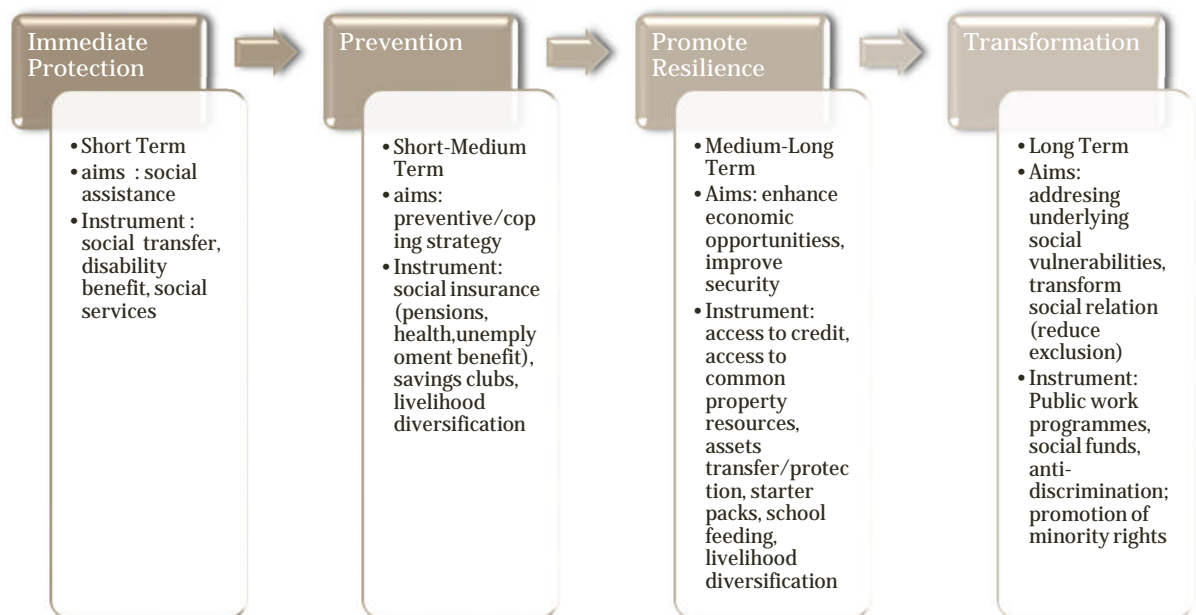 Immediate
Protection
• Short Term
• aims : social
assistance
• Instrument :
social transfer,
disability
benefit, social
services
Prevention
• Short-Medium
Term
• aims:
preventive/cop
ing strategy
• Instrument:
social insurance
(pensions,
health,unemply
oment benefit),
savings clubs,
livelihood
diversification
Promote
Resilience
• Medium-Long
Term
• Aims: enhance
economic
opportunitiess,
improve
security
• Instrument:
access to credit,
access to
common
property
resources,
assets
transfer/protec
tion, starter
packs, school
feeding,
livelihood
diversification
Transformation
• Long Term
• Aims:
addresing
underlying
social
vulnerabilities,
transform
social relation
(reduce
exclusion)
• Instrument:
Public work
programmes,
social funds,
anti-
discrimination;
promotion of
minority rights